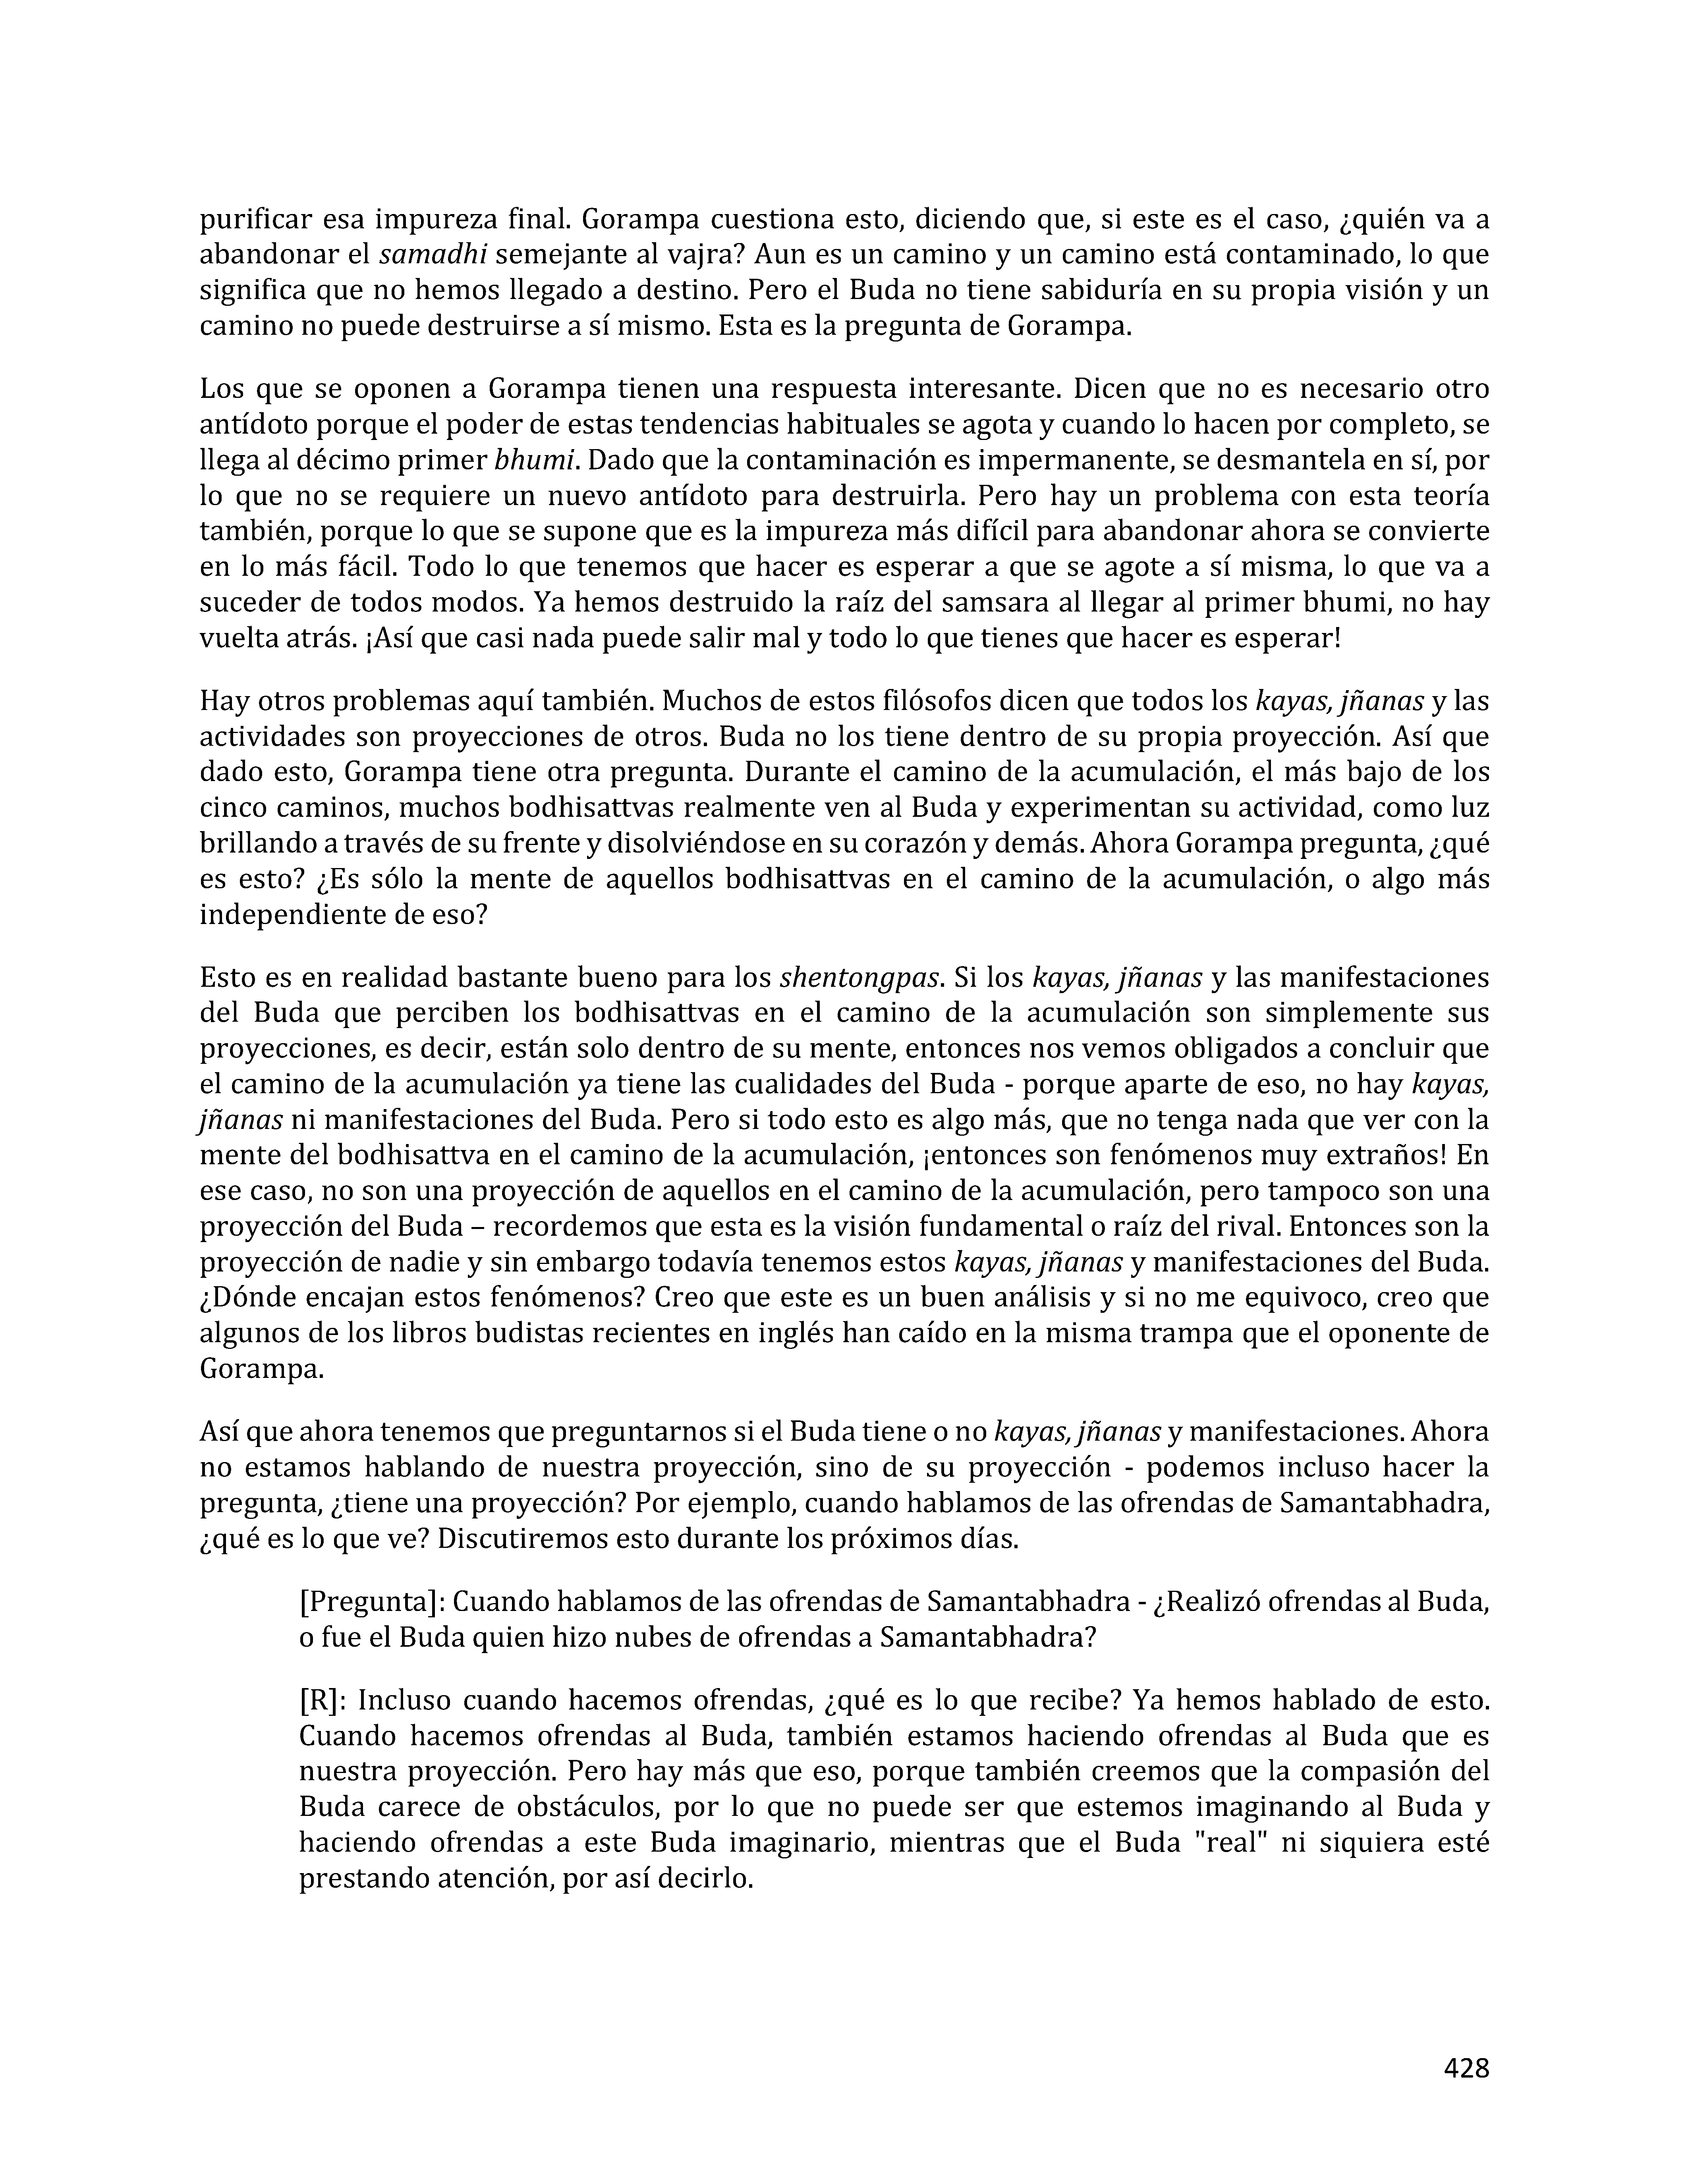 purificar esa impureza final. Gorampa cuestiona esto, diciendo que, si este es el caso, ¿quién va a
abandonar el samadhi semejante al vajra? Aun es un camino y un camino está contaminado, lo que
significa que no hemos llegado a destino. Pero el Buda no tiene sabiduría en su propia visión y un
camino no puede destruirse a sí mismo. Esta es la pregunta de Gorampa.
Los que se oponen a Gorampa tienen una respuesta interesante. Dicen que no es necesario otro
antídoto porque el poder de estas tendencias habituales se agota y cuando lo hacen por completo, se
llega al décimo primer bhumi. Dado que la contaminación es impermanente, se desmantela en sí, por
lo que no se requiere un nuevo antídoto para destruirla. Pero hay un problema con esta teoría
también, porque lo que se supone que es la impureza más difícil para abandonar ahora se convierte
en lo más fácil. Todo lo que tenemos que hacer es esperar a que se agote a sí misma, lo que va a
suceder de todos modos. Ya hemos destruido la raíz del samsara al llegar al primer bhumi, no hay
vuelta atrás. ¡Así que casi nada puede salir mal y todo lo que tienes que hacer es esperar!
Hay otros problemas aquí también. Muchos de estos filósofos dicen que todos los kayas, jñanas y las
actividades son proyecciones de otros. Buda no los tiene dentro de su propia proyección. Así que
dado esto, Gorampa tiene otra pregunta. Durante el camino de la acumulación, el más bajo de los
cinco caminos, muchos bodhisattvas realmente ven al Buda y experimentan su actividad, como luz
brillando a través de su frente y disolviéndose en su corazón y demás. Ahora Gorampa pregunta, ¿qué
es esto? ¿Es sólo la mente de aquellos bodhisattvas en el camino de la acumulación, o algo más
independiente de eso?
Esto es en realidad bastante bueno para los shentongpas. Si los kayas, jñanas y las manifestaciones
del Buda que perciben los bodhisattvas en el camino de la acumulación son simplemente sus
proyecciones, es decir, están solo dentro de su mente, entonces nos vemos obligados a concluir que
el camino de la acumulación ya tiene las cualidades del Buda - porque aparte de eso, no hay kayas,
jñanas ni manifestaciones del Buda. Pero si todo esto es algo más, que no tenga nada que ver con la
mente del bodhisattva en el camino de la acumulación, ¡entonces son fenómenos muy extraños! En
ese caso, no son una proyección de aquellos en el camino de la acumulación, pero tampoco son una
proyección del Buda – recordemos que esta es la visión fundamental o raíz del rival. Entonces son la
proyección de nadie y sin embargo todavía tenemos estos kayas, jñanas y manifestaciones del Buda.
¿Dónde encajan estos fenómenos? Creo que este es un buen análisis y si no me equivoco, creo que
algunos de los libros budistas recientes en inglés han caído en la misma trampa que el oponente de
Gorampa.
Así que ahora tenemos que preguntarnos si el Buda tiene o no kayas, jñanas y manifestaciones. Ahora
no estamos hablando de nuestra proyección, sino de su proyección - podemos incluso hacer la
pregunta, ¿tiene una proyección? Por ejemplo, cuando hablamos de las ofrendas de Samantabhadra,
¿qué es lo que ve? Discutiremos esto durante los próximos días.
[Pregunta]: Cuando hablamos de las ofrendas de Samantabhadra - ¿Realizó ofrendas al Buda,
o fue el Buda quien hizo nubes de ofrendas a Samantabhadra?
[R]: Incluso cuando hacemos ofrendas, ¿qué es lo que recibe? Ya hemos hablado de esto.
Cuando hacemos ofrendas al Buda, también estamos haciendo ofrendas al Buda que es
nuestra proyección. Pero hay más que eso, porque también creemos que la compasión del
Buda carece de obstáculos, por lo que no puede ser que estemos imaginando al Buda y
haciendo ofrendas a este Buda imaginario, mientras que el Buda "real" ni siquiera esté
prestando atención, por así decirlo.
428